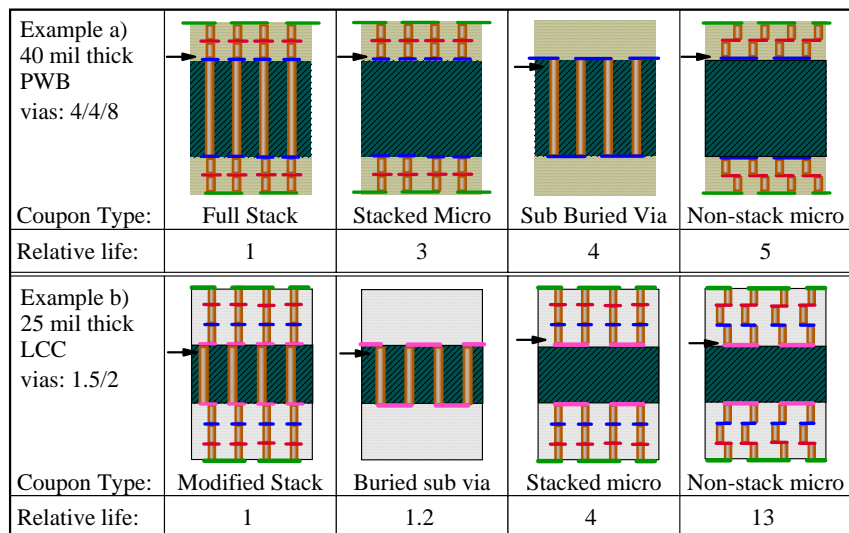 Example a)
40 mil thick
PWB
vias: 4/4/8
Coupon Type: Full Stack Stacked Micro Sub Buried Via Non-stack micro
Relative life: 1 3 4 5
Example b)
25 mil thick
LCC
vias: 1.5/2
Coupon Type: Modified Stack Buried sub via Stacked micro Non-stack micro
Relative life: 1 1.2 4 13